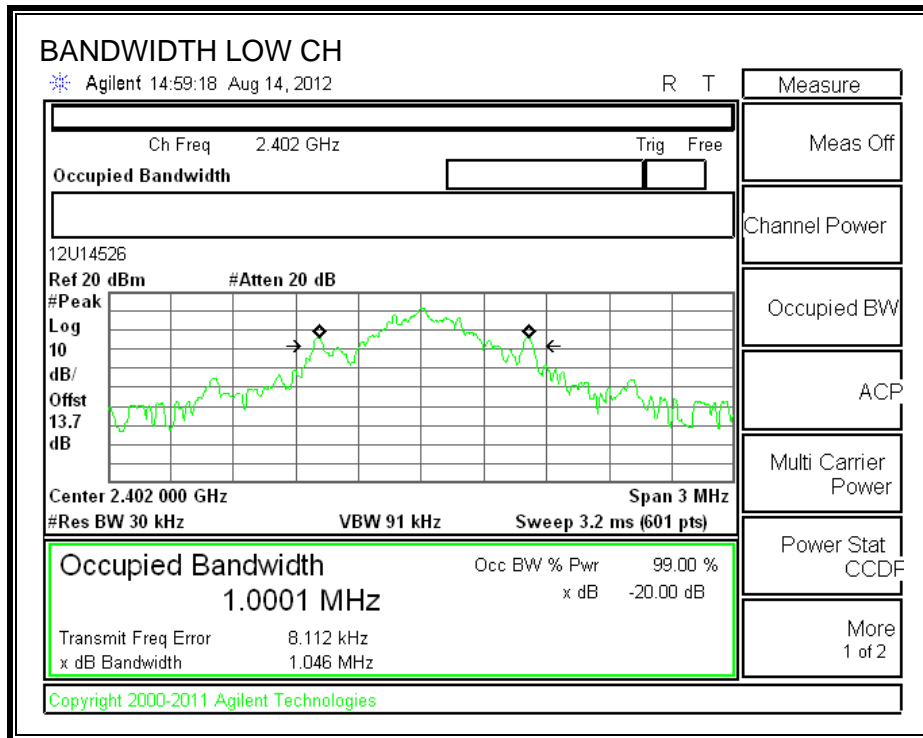 BANDWIDTH LOW CH
Agilent 14:59:18 Aug 14, 2012 R T
Measure
Ch Freq 2.402 GHz Trig Free
Meas Off
Occupied Bandwidth
Channel Power
12U14526
Ref 20 dBm #Atten 20 dB
#Peak
Log
10
dB/
Offst
13.7
dB
Occupied BW
ACP
Multi Carrier
Power
Center 2.402 000 GHz Span 3 MHz
#Res BW 30 kHz VBW 91 kHz Sweep 3.2 ms (601 pts)
Power Stat
CCDF
Occupied Bandwidth Occ BW % Pwr 99.00 %
1.0001 MHz x dB -20.00 dB
Transmit Freq Error 8.112 kHz
x dB Bandwidth 1.046 MHz
More
1 of 2
Copyright 2000-2011 Agilent Technologies